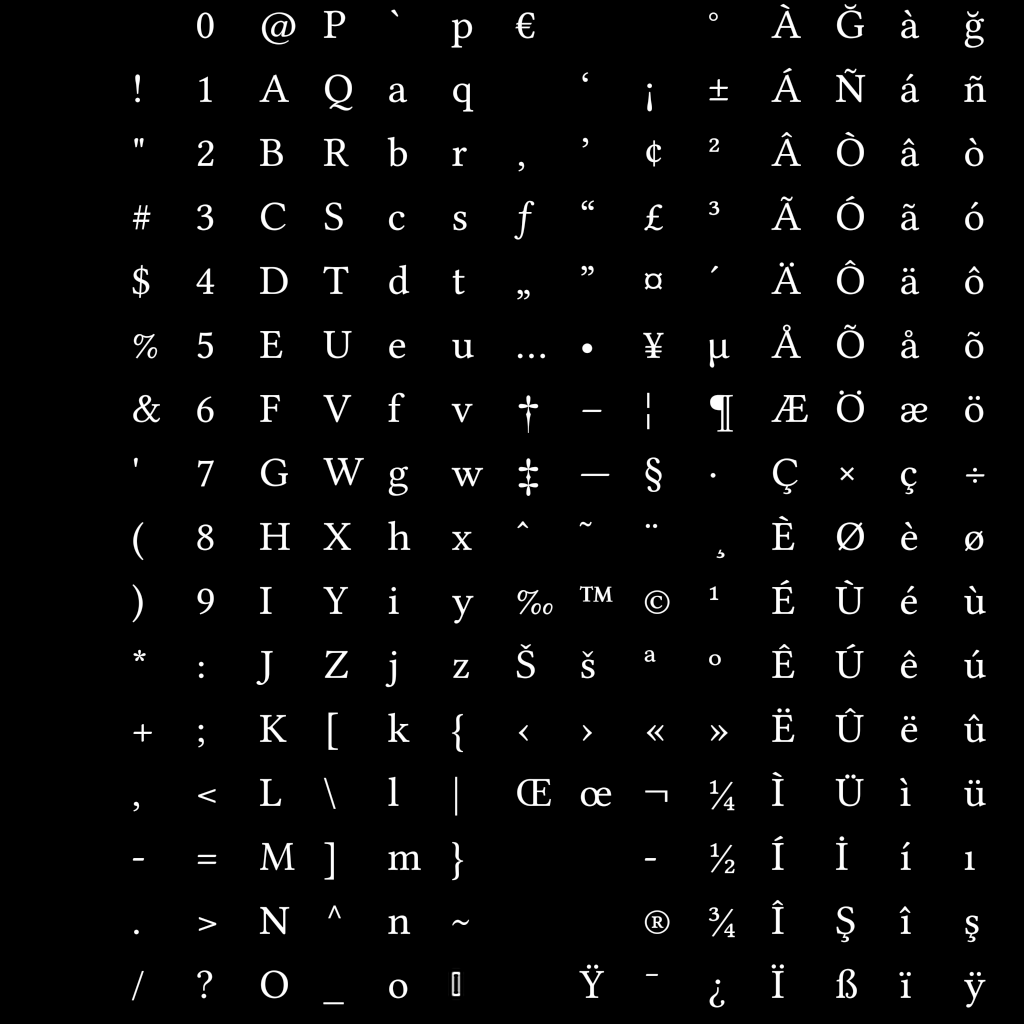 0 @ P ` p € ° À Ğ à ğ
! 1 A Q a q ‘ ¡ ± Á Ñ á ñ
" 2 B R b r ‚ ’ ¢ ² Â Ò â ò
# 3 C S c s ƒ “ £ ³ Ã Ó ã ó
$ 4 D T d t „ ” ¤ ´ Ä Ô ä ô
% 5 E U e u … • ¥ µ Å Õ å õ
& 6 F V f v † – ¦ ¶ Æ Ö æ ö
' 7 G W g w ‡ — § · Ç × ç ÷
( 8 H X h x ˆ ˜ ¨ ¸ È Ø è ø
) 9 I Y i y ‰ ™ © ¹ É Ù é ù
* : J Z j z Š š ª º Ê Ú ê ú
+ ; K [ k { ‹ › « » Ë Û ë û
, < L \ l | Œ œ ¬ ¼ Ì Ü ì ü
- = M ] m } - ½ Í İ í ı
. > N ^ n ~ ® ¾ Î Ş î ş
/ ? O _ o Ÿ ¯ ¿ Ï ß ï ÿ